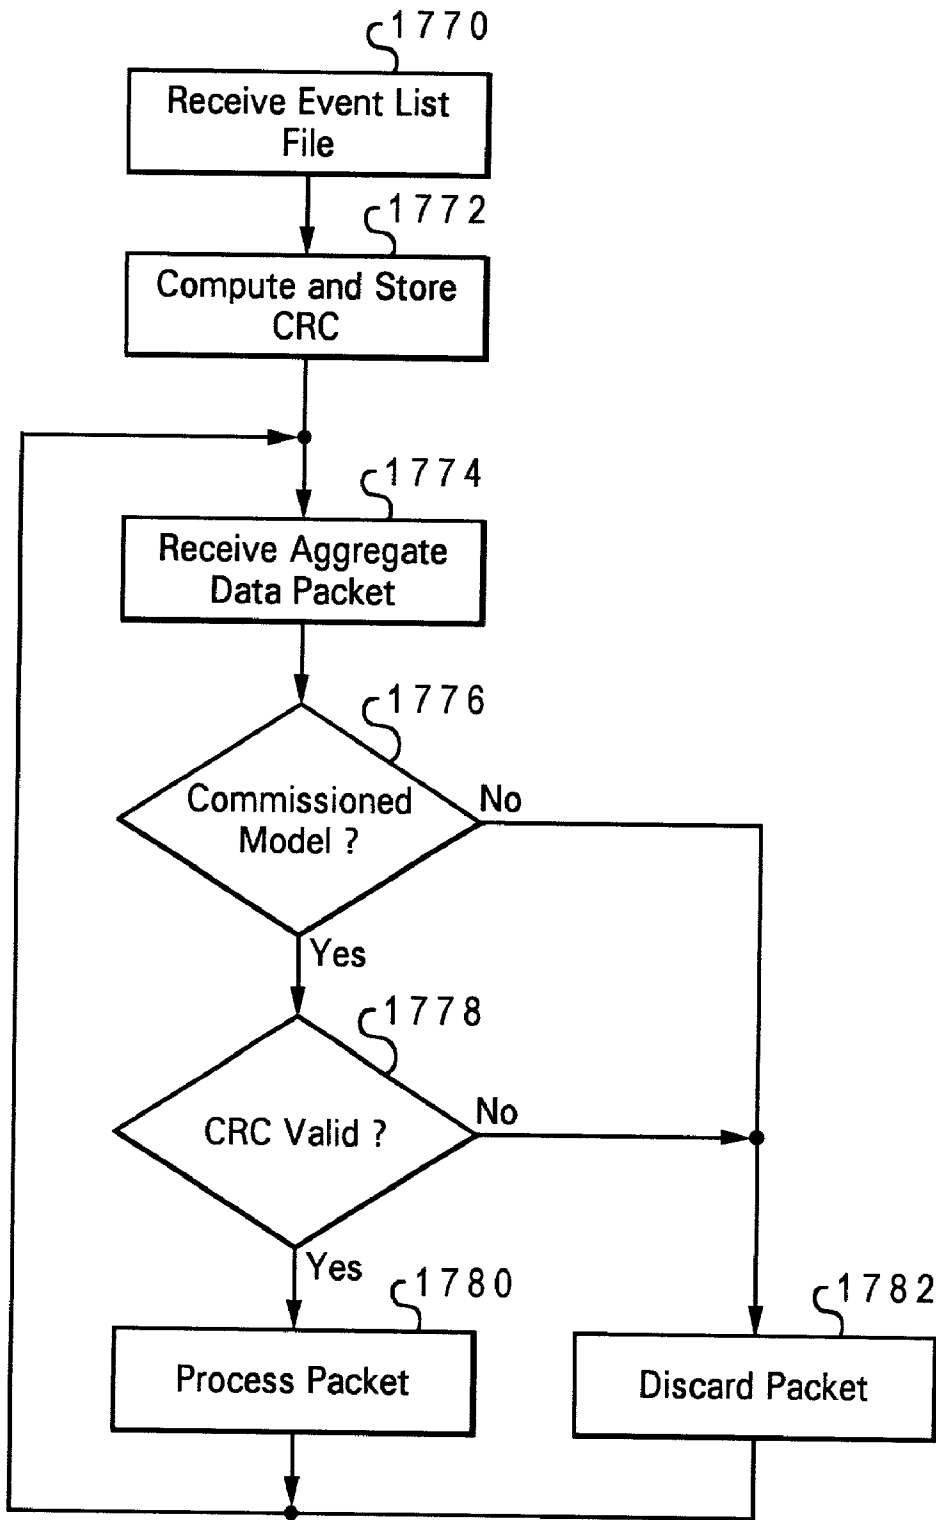 1770
Receive Event List
File
1772
Compute and Store
CRC
1774
Receive Aggregate
Data Packet
1776
Commissioned
Model ?
No
Yes
1778
CRC Valid ?
No
Yes
1780
Process Packet
1782
Discard Packet